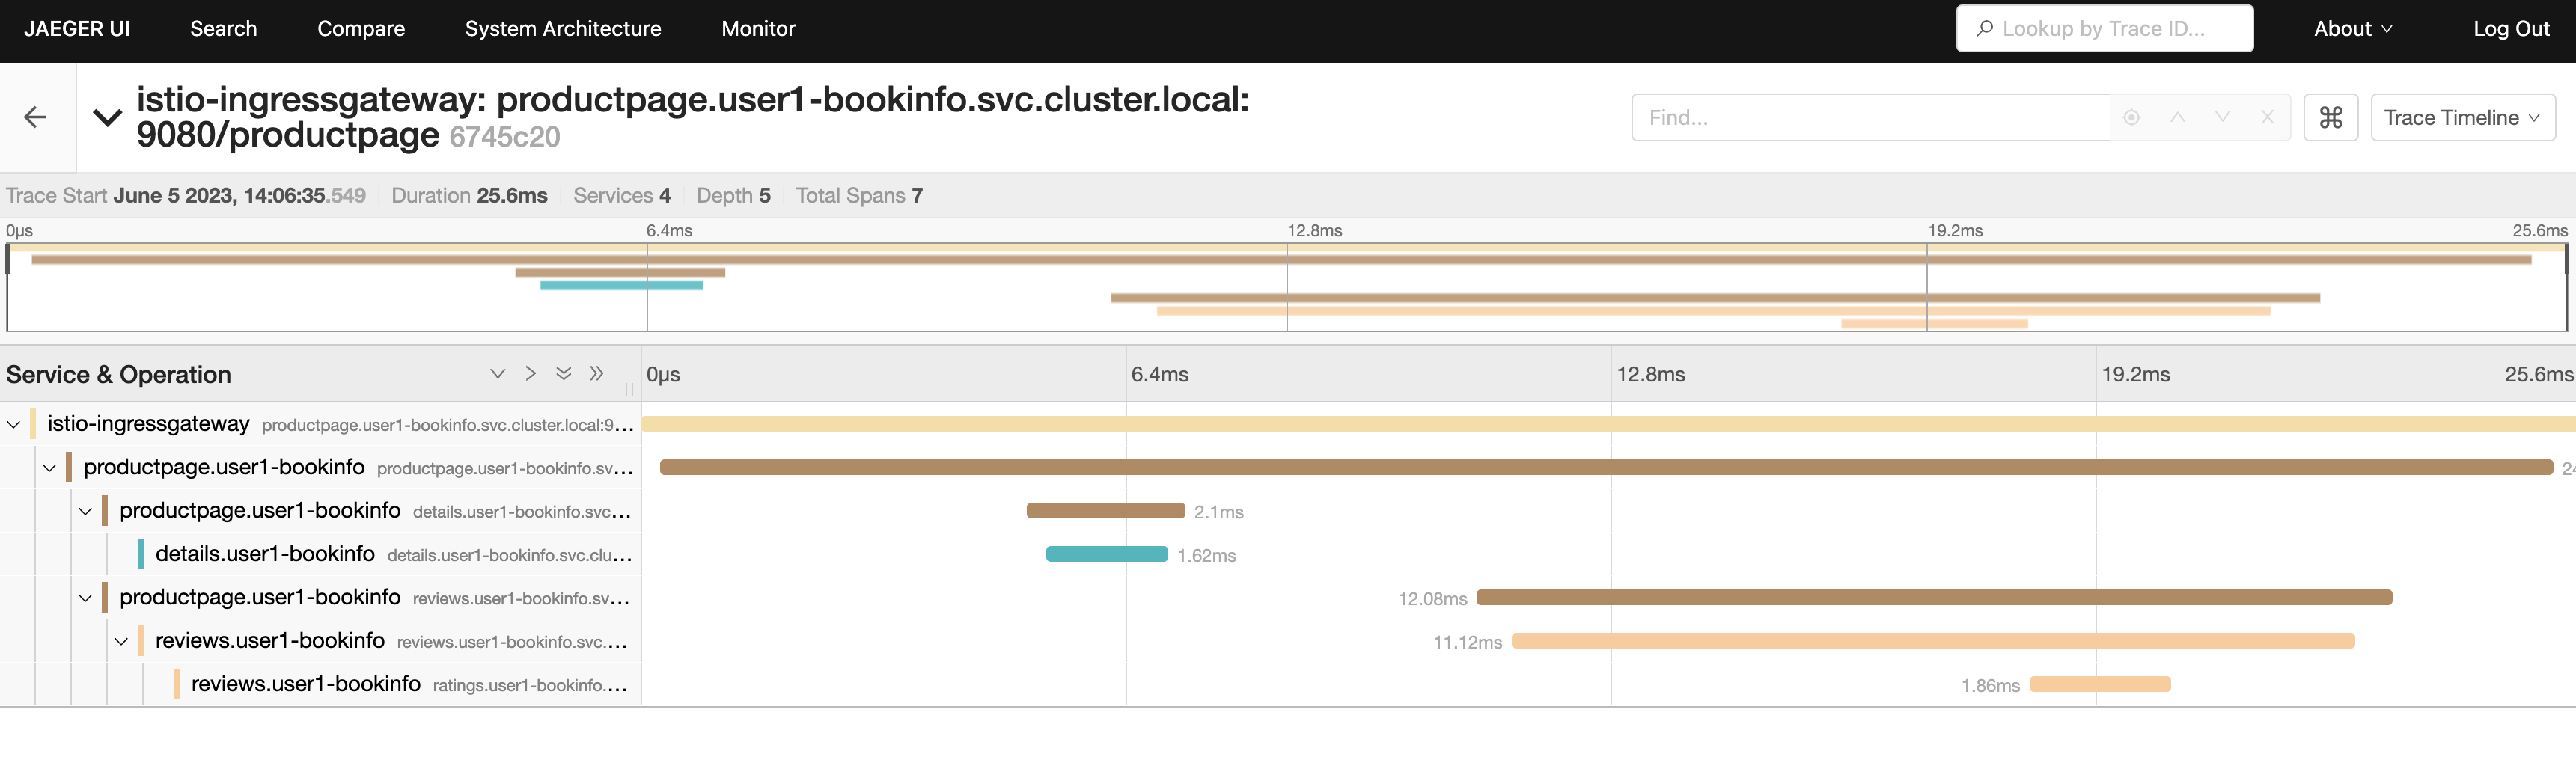 JAEGER UI Search Compare System Architecture Monitor Lookup by Trace ID... About Log Out
istio-ingressgateway: productpage.user1-bookinfo.svc.cluster.local:
9080/productpage 6745c20
Find... ⌘ Trace Timeline
Trace Start June 5 2023, 14:06:35.549 Duration 25.6ms Services 4 Depth 5 Total Spans 7
0μs 6.4ms 12.8ms 19.2ms 25.6ms
Service & Operation 0μs 6.4ms 12.8ms 19.2ms 25.6ms
istio-ingressgateway productpage.user1-bookinfo.svc.cluster.local:9...
productpage.user1-bookinfo productpage.user1-bookinfo.sv... 24
productpage.user1-bookinfo details.user1-bookinfo.svc... 2.1ms
details.user1-bookinfo details.user1-bookinfo.svc.clu... 1.62ms
productpage.user1-bookinfo reviews.user1-bookinfo.sv... 12.08ms
reviews.user1-bookinfo reviews.user1-bookinfo.svc.... 11.12ms
reviews.user1-bookinfo ratings.user1-bookinfo.... 1.86ms